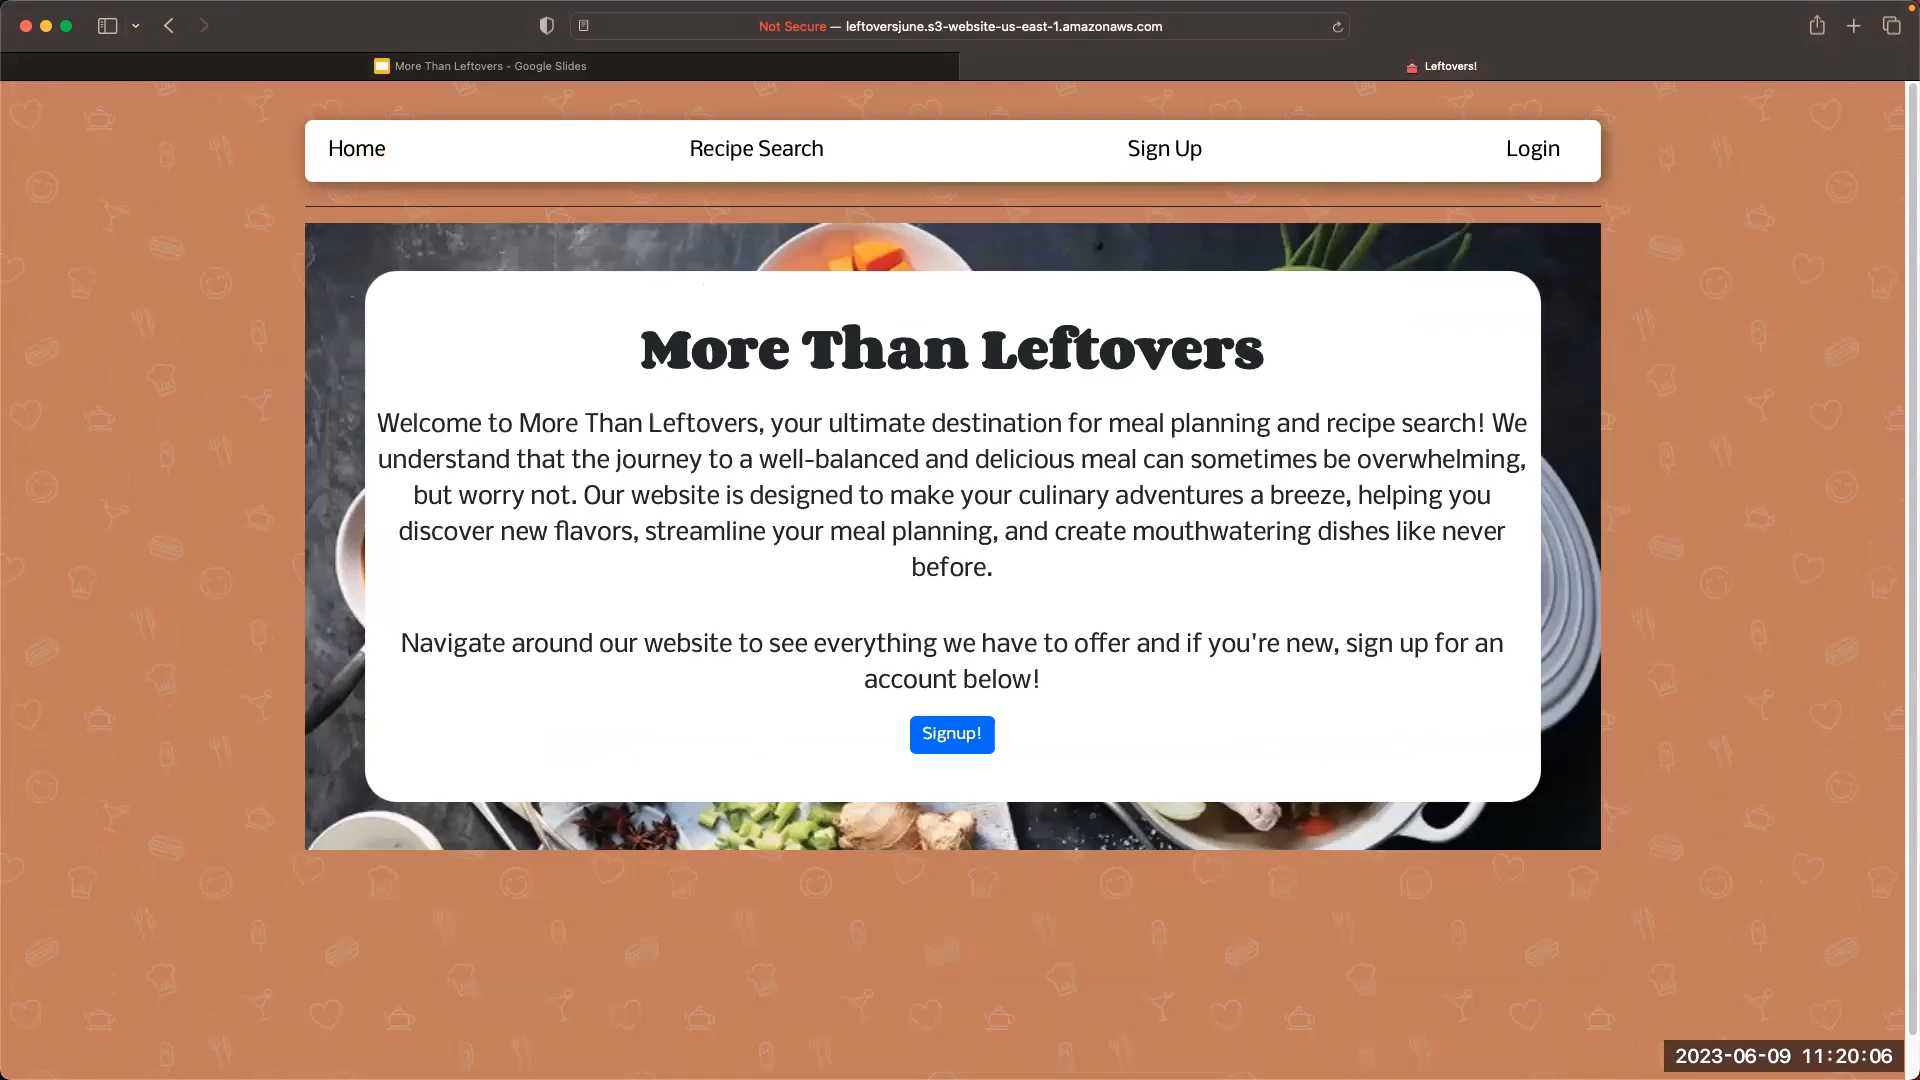 Not Secure — leftoversjune.s3-website-us-east-1.amazonaws.com
More Than Leftovers - Google Slides
Leftovers!
Home
Recipe Search
Sign Up
Login
More Than Leftovers
Welcome to More Than Leftovers, your ultimate destination for meal planning and recipe search! We
understand that the journey to a well-balanced and delicious meal can sometimes be overwhelming,
but worry not. Our website is designed to make your culinary adventures a breeze, helping you
discover new flavors, streamline your meal planning, and create mouthwatering dishes like never
before.
Navigate around our website to see everything we have to offer and if you're new, sign up for an
account below!
Signup!
2023-06-09 11:20:06